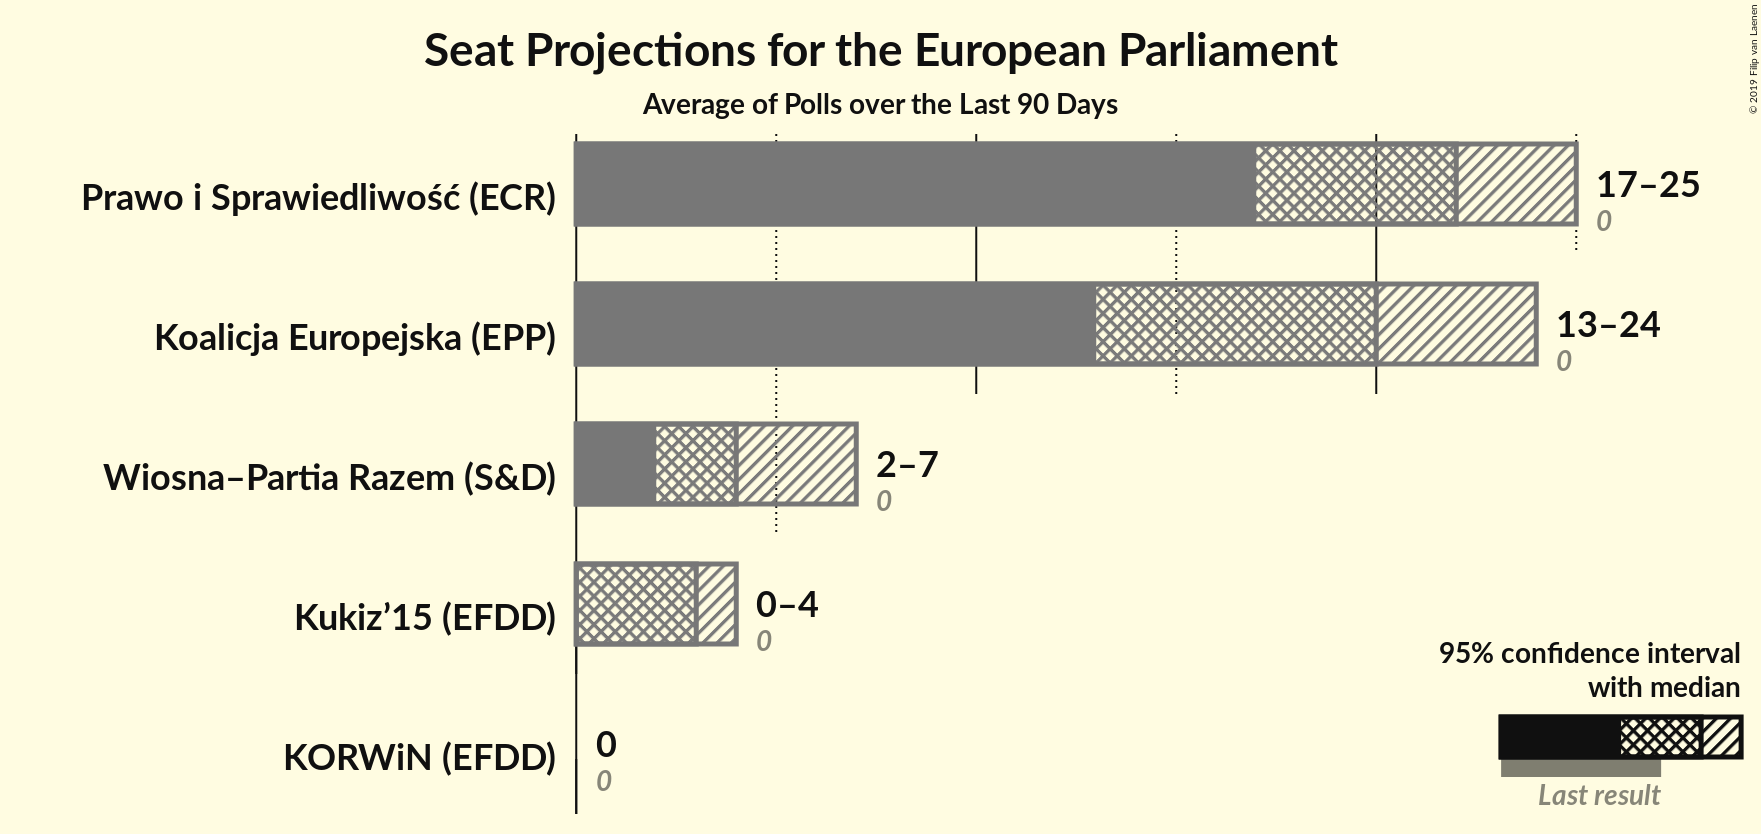 Seat Projections for the European Parliament
Average of Polls over the Last 90 Days
© 2019 Filip van Laenen
Prawo i Sprawiedliwość (ECR)
17–25
0
Koalicja Europejska (EPP)
13–24
0
Wiosna–Partia Razem (S&D)
2–7
0
Kukiz’15 (EFDD)
0–4
0
KORWiN (EFDD)
0
0
95% confidence interval
with median
Last result